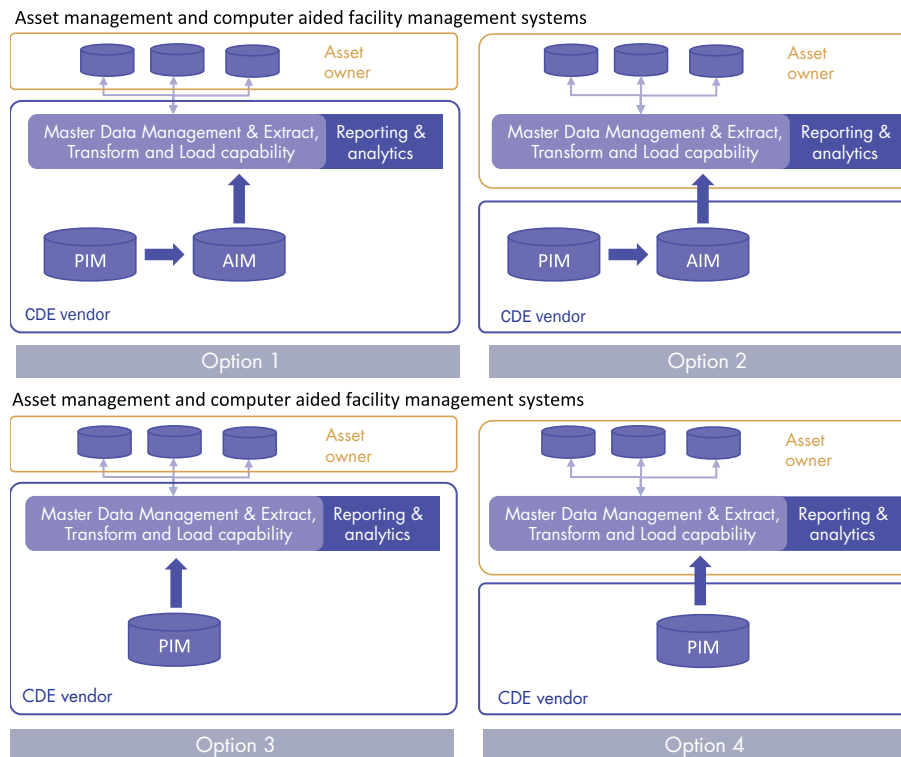 Asset management and computer aided facility management systems
Asset
owner
Master Data Management & Extract,
Transform and Load capability
Reporting &
analytics
PIM
AIM
CDE vendor
Option 1
Asset
owner
Master Data Management & Extract,
Transform and Load capability
Reporting &
analytics
PIM
AIM
CDE vendor
Option 2
Asset management and computer aided facility management systems
Asset
owner
Master Data Management & Extract,
Transform and Load capability
Reporting &
analytics
PIM
CDE vendor
Option 3
Asset
owner
Master Data Management & Extract,
Transform and Load capability
Reporting &
analytics
PIM
CDE vendor
Option 4